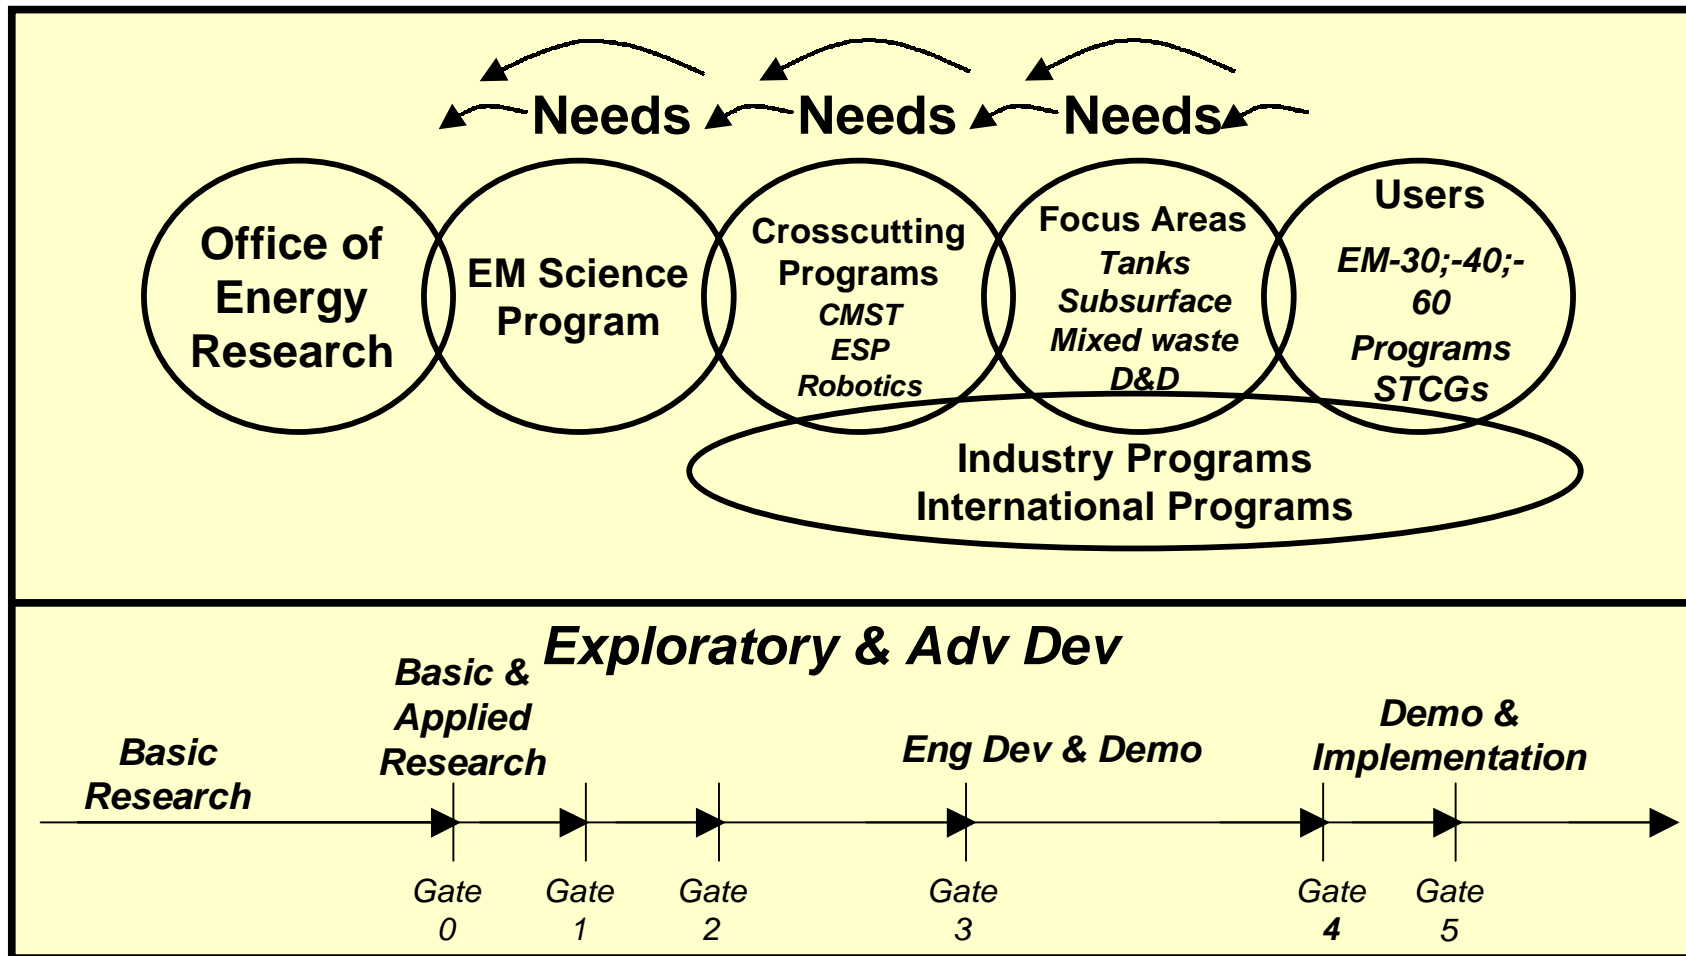 Needs Needs Needs
Office of
Energy
Research
EM Science
Program
Crosscutting
Programs
CMST
ESP
Robotics
Focus Areas
Tanks
Subsurface
Mixed waste
D&D
Users
EM-30;-40;-
60
Programs
STCGs
Industry Programs
International Programs
Exploratory & Adv Dev
Basic
Research
Basic &
Applied
Research
Eng Dev & Demo
Demo &
Implementation
Gate
0
Gate
1
Gate
2
Gate
3
Gate
4
Gate
5